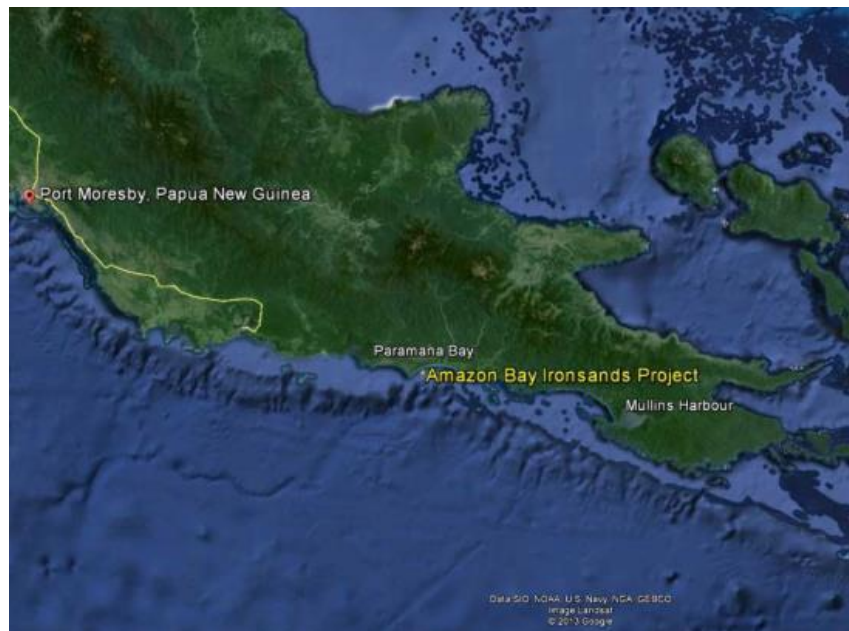 Port Moresby, Papua New Guinea
Paramana Bay
Amazon Bay Ironsands Project
Mullins Harbour
Data SIO, NOAA, U.S. Navy, NGA, GEBCO
Image Landsat
© 2013 Google